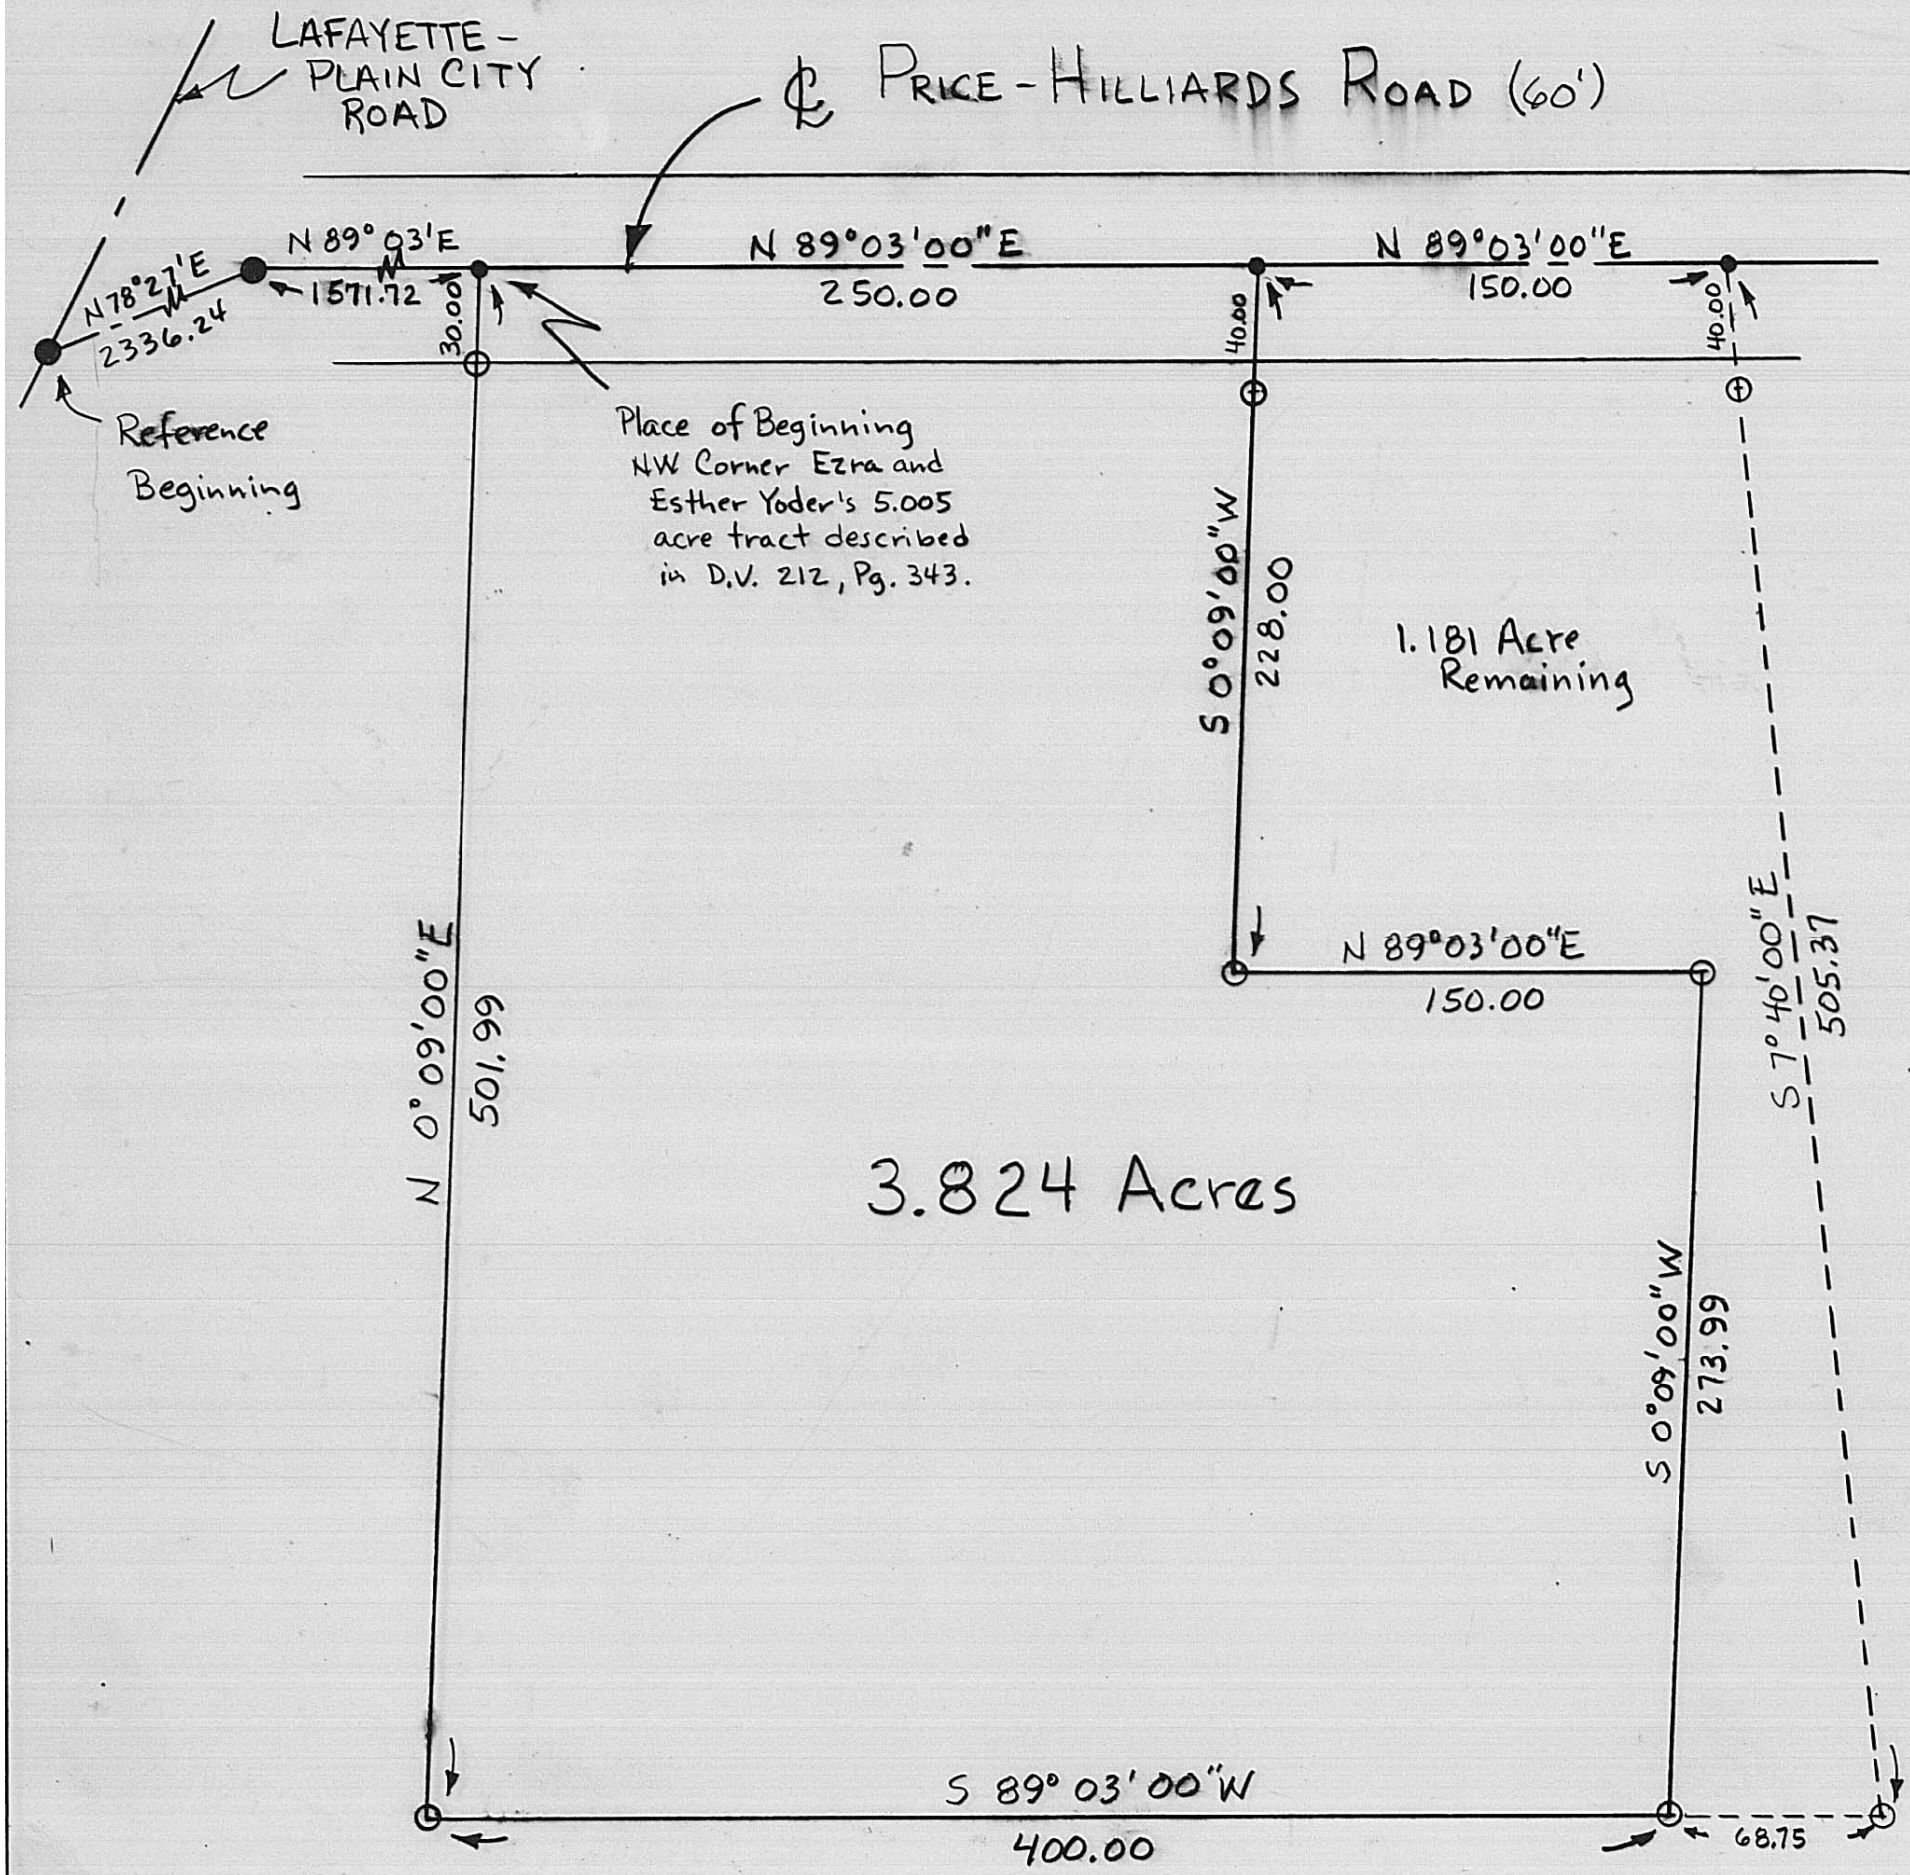 LAFAYETTE -
PLAIN CITY
ROAD
℄ PRICE - HILLIARDS ROAD (60')
N 89° 03' E
1571.72
N 78° 27' E
2336.24
N 89° 03' 00" E
250.00
N 89° 03' 00" E
150.00
30.00
40.00
40.00
Reference
Beginning
Place of Beginning
NW Corner Ezra and
Esther Yoder's 5.005
acre tract described
in D.V. 212, Pg. 343.
S 0° 09' 00" W
228.00
1.181 Acre
Remaining
N 0° 09' 00" E
501.99
N 89° 03' 00" E
150.00
S 7° 40' 00" E
505.37
3.824 Acres
S 0° 09' 00" W
273.99
S 89° 03' 00" W
400.00
68.75